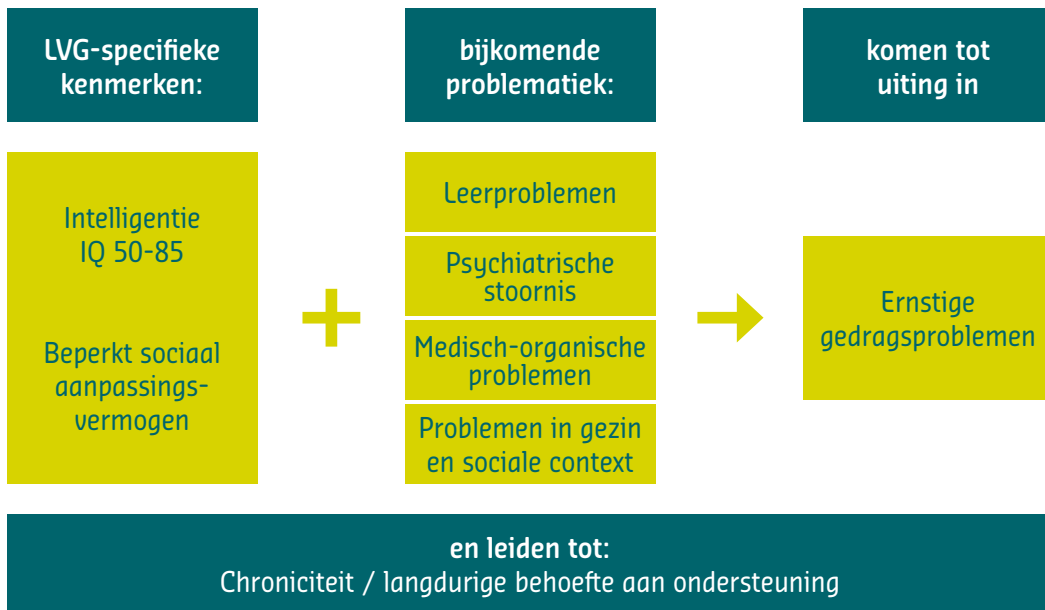 LVG-specifieke
kenmerken:
bijkomende
problematiek:
komen tot
uiting in
Intelligentie
IQ 50-85
Beperkt sociaal
aanpassings-
vermogen
Leerproblemen
Psychiatrische
stoornis
Medisch-organische
problemen
Problemen in gezin
en sociale context
Ernstige
gedragsproblemen
en leiden tot:
Chroniciteit / langdurige behoefte aan ondersteuning